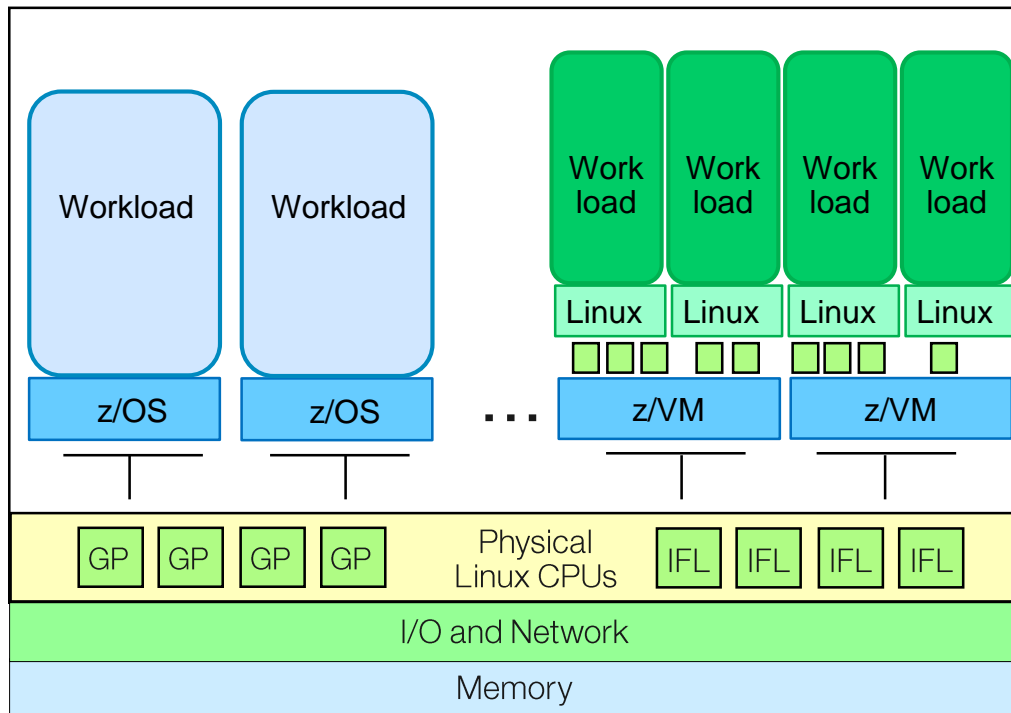 Workload
Workload
Work
load
Work
load
Work
load
Work
load
Linux
Linux
Linux
Linux
z/OS
z/OS
...
z/VM
z/VM
GP
GP
GP
GP
Physical
Linux CPUs
IFL
IFL
IFL
IFL
I/O and Network
Memory